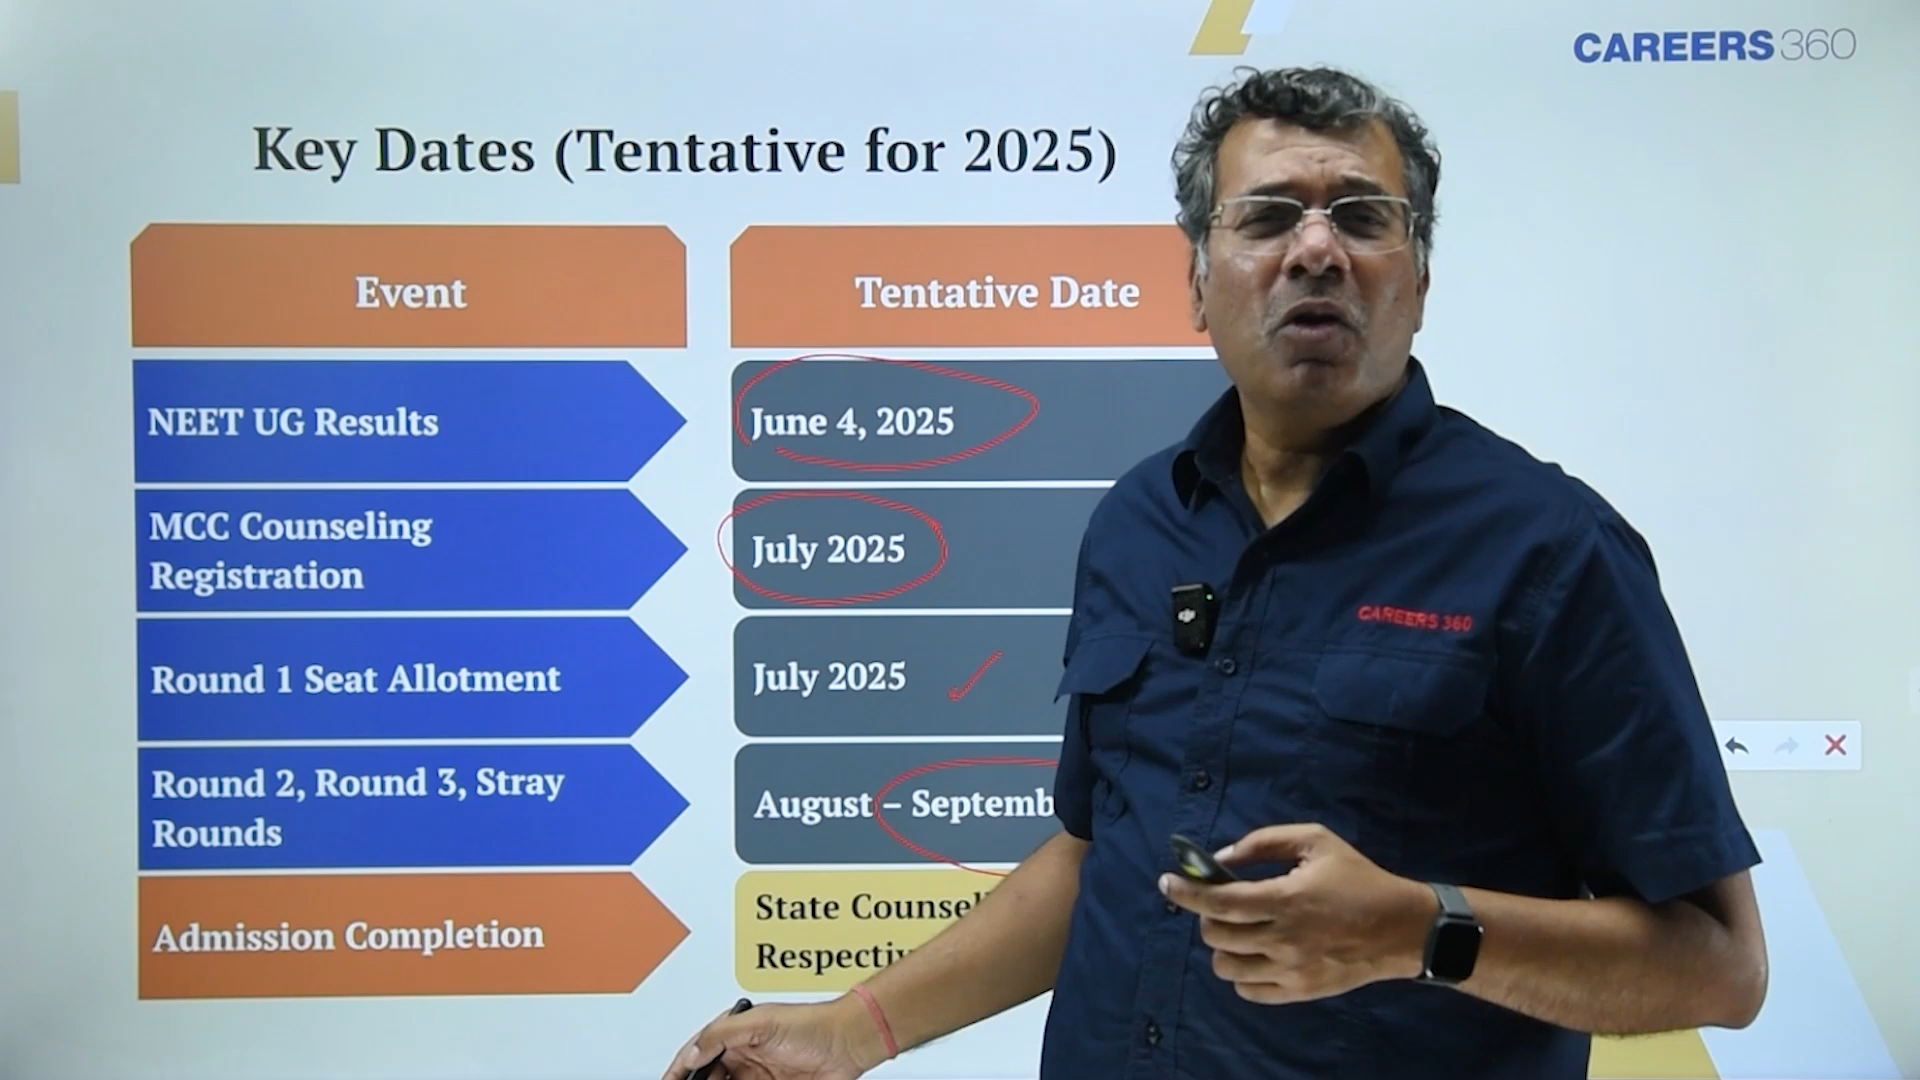 CAREERS360
Key Dates (Tentative for 2025)
Event
Tentative Date
NEET UG Results
June 4, 2025
MCC Counseling
Registration
July 2025
Round 1 Seat Allotment
July 2025
Round 2, Round 3, Stray
Rounds
August – Septemb
Admission Completion
State Counsel
Respectiv
CAREERS 360